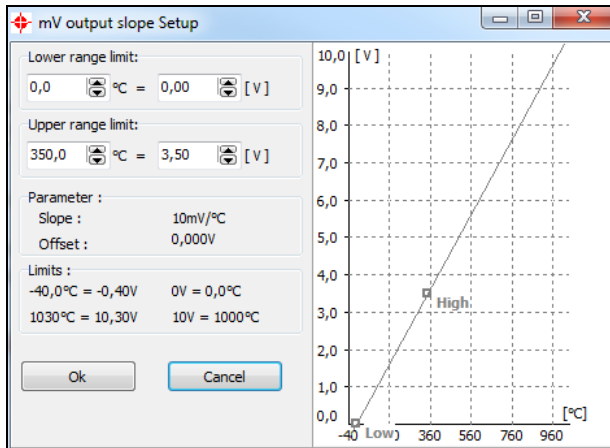 mV output slope Setup
Lower range limit:
0,0 °C = 0,00 [ V ]
Upper range limit:
350,0 °C = 3,50 [ V ]
Parameter :
Slope : 10mV/°C
Offset : 0,000V
Limits :
-40,0°C = -0,40V 0V = 0,0°C
1030°C = 10,30V 10V = 1000°C
Ok Cancel
10,0 [ V ]
9,0
8,0
7,0
6,0
5,0
4,0
High
3,0
2,0
1,0
0,0 [°C]
-40 Low 360 560 760 960